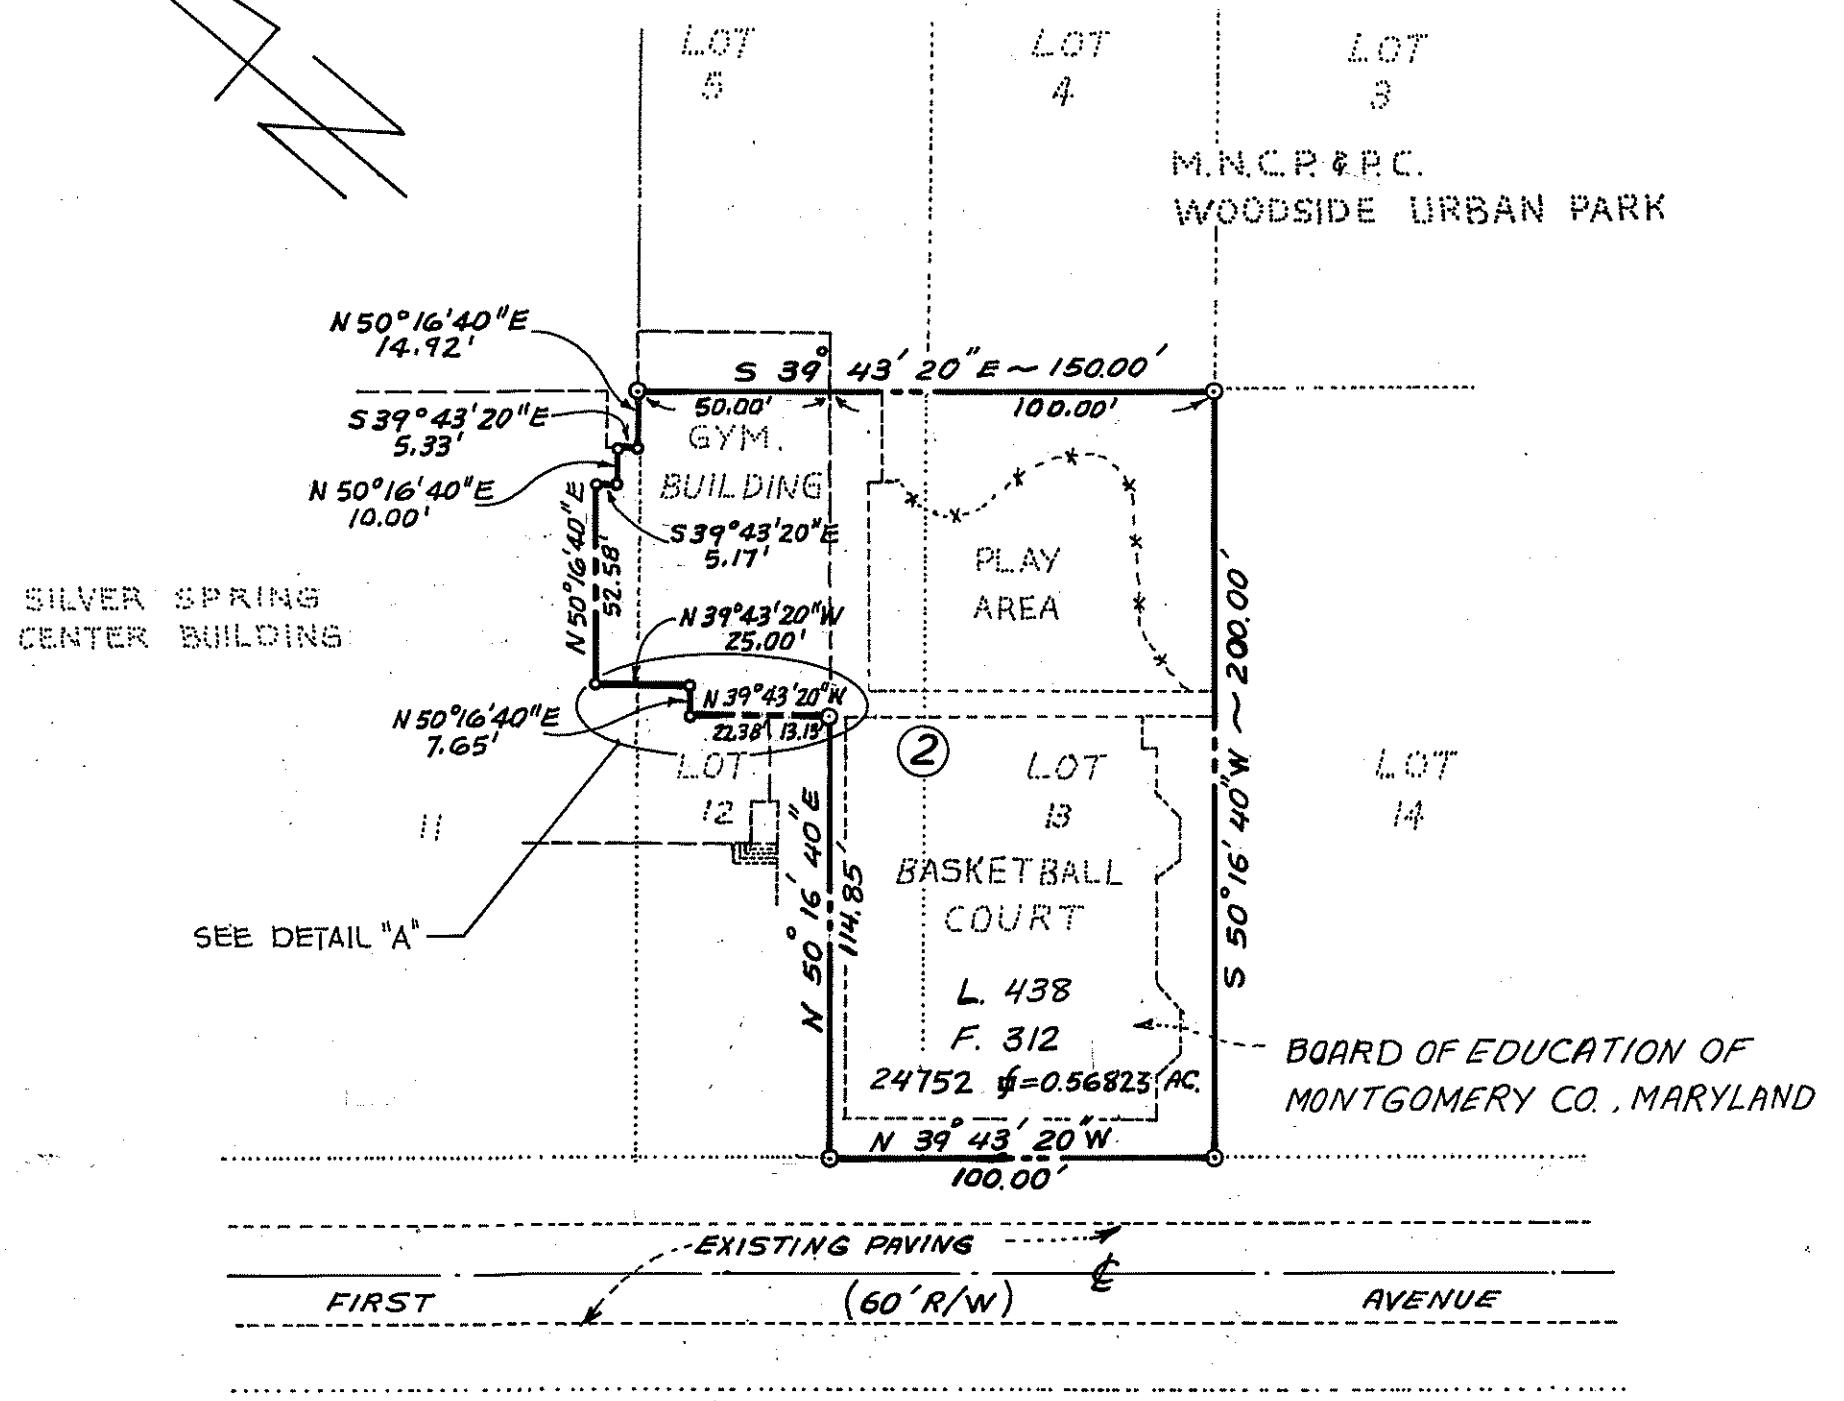 LOT
5
LOT
4
LOT
3
M.N.C.P. & P.C.
WOODSIDE URBAN PARK
N 50°16'40"E
14.92'
S 39° 43' 20" E ~ 150.00'
50.00'
100.00'
S 39°43'20"E
5.33'
GYM.
BUILDING
N 50°16'40"E
10.00'
S 39°43'20"E
5.17'
N 50°16'40"E
52.58'
PLAY
AREA
SILVER SPRING
CENTER BUILDING
N 39°43'20"W
25.00'
S 50° 16' 40" W ~ 200.00'
N 39°43'20"W
22.38' 13.13'
N 50°16'40"E
7.65'
2
LOT
12
LOT
13
LOT
14
11
N 50° 16' 40" E
114.85'
BASKETBALL
COURT
SEE DETAIL "A"
L. 438
F. 312
24752 =0.56823 AC.
BOARD OF EDUCATION OF
MONTGOMERY CO., MARYLAND
N 39° 43' 20" W
100.00'
EXISTING PAVING
℄
FIRST (60' R/W) AVENUE